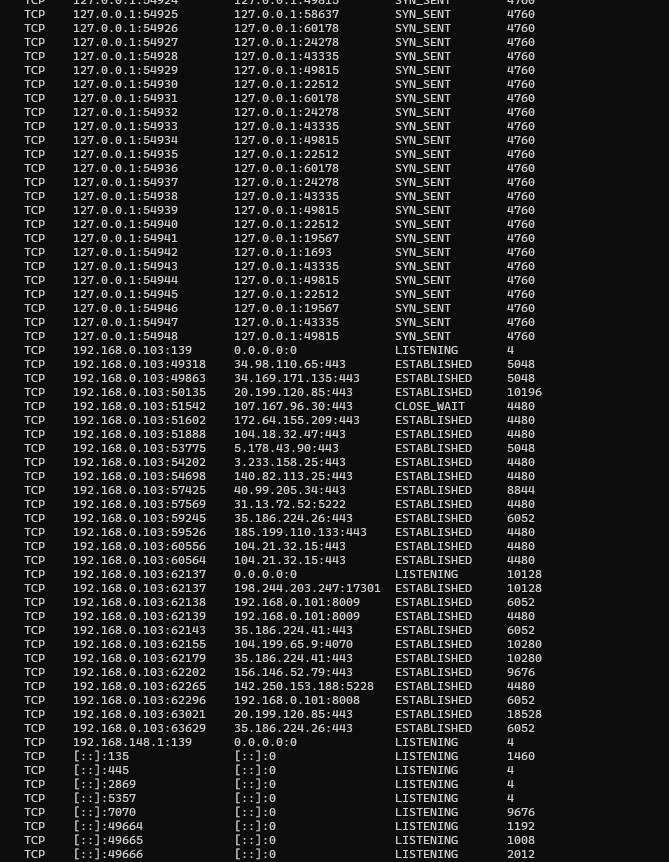 TCP 127.0.0.1:54924 127.0.0.1:49815 SYN_SENT 4760
TCP 127.0.0.1:54925 127.0.0.1:58637 SYN_SENT 4760
TCP 127.0.0.1:54926 127.0.0.1:60178 SYN_SENT 4760
TCP 127.0.0.1:54927 127.0.0.1:24278 SYN_SENT 4760
TCP 127.0.0.1:54928 127.0.0.1:43335 SYN_SENT 4760
TCP 127.0.0.1:54929 127.0.0.1:49815 SYN_SENT 4760
TCP 127.0.0.1:54930 127.0.0.1:22512 SYN_SENT 4760
TCP 127.0.0.1:54931 127.0.0.1:60178 SYN_SENT 4760
TCP 127.0.0.1:54932 127.0.0.1:24278 SYN_SENT 4760
TCP 127.0.0.1:54933 127.0.0.1:43335 SYN_SENT 4760
TCP 127.0.0.1:54934 127.0.0.1:49815 SYN_SENT 4760
TCP 127.0.0.1:54935 127.0.0.1:22512 SYN_SENT 4760
TCP 127.0.0.1:54936 127.0.0.1:60178 SYN_SENT 4760
TCP 127.0.0.1:54937 127.0.0.1:24278 SYN_SENT 4760
TCP 127.0.0.1:54938 127.0.0.1:43335 SYN_SENT 4760
TCP 127.0.0.1:54939 127.0.0.1:49815 SYN_SENT 4760
TCP 127.0.0.1:54940 127.0.0.1:22512 SYN_SENT 4760
TCP 127.0.0.1:54941 127.0.0.1:19567 SYN_SENT 4760
TCP 127.0.0.1:54942 127.0.0.1:1693 SYN_SENT 4760
TCP 127.0.0.1:54943 127.0.0.1:43335 SYN_SENT 4760
TCP 127.0.0.1:54944 127.0.0.1:49815 SYN_SENT 4760
TCP 127.0.0.1:54945 127.0.0.1:22512 SYN_SENT 4760
TCP 127.0.0.1:54946 127.0.0.1:19567 SYN_SENT 4760
TCP 127.0.0.1:54947 127.0.0.1:43335 SYN_SENT 4760
TCP 127.0.0.1:54948 127.0.0.1:49815 SYN_SENT 4760
TCP 192.168.0.103:139 0.0.0.0:0 LISTENING 4
TCP 192.168.0.103:49318 34.98.110.65:443 ESTABLISHED 5048
TCP 192.168.0.103:49863 34.169.171.135:443 ESTABLISHED 5048
TCP 192.168.0.103:50135 20.199.120.85:443 ESTABLISHED 10196
TCP 192.168.0.103:51542 107.167.96.30:443 CLOSE_WAIT 4480
TCP 192.168.0.103:51602 172.64.155.209:443 ESTABLISHED 4480
TCP 192.168.0.103:51888 104.18.32.47:443 ESTABLISHED 4480
TCP 192.168.0.103:53775 5.178.43.90:443 ESTABLISHED 5048
TCP 192.168.0.103:54202 3.233.158.25:443 ESTABLISHED 4480
TCP 192.168.0.103:54698 140.82.113.25:443 ESTABLISHED 4480
TCP 192.168.0.103:57425 40.99.205.34:443 ESTABLISHED 8844
TCP 192.168.0.103:57569 31.13.72.52:5222 ESTABLISHED 4480
TCP 192.168.0.103:59245 35.186.224.26:443 ESTABLISHED 6052
TCP 192.168.0.103:59526 185.199.110.133:443 ESTABLISHED 4480
TCP 192.168.0.103:60556 104.21.32.15:443 ESTABLISHED 4480
TCP 192.168.0.103:60564 104.21.32.15:443 ESTABLISHED 4480
TCP 192.168.0.103:62137 0.0.0.0:0 LISTENING 10128
TCP 192.168.0.103:62137 198.244.203.247:17301 ESTABLISHED 10128
TCP 192.168.0.103:62138 192.168.0.101:8009 ESTABLISHED 6052
TCP 192.168.0.103:62139 192.168.0.101:8009 ESTABLISHED 4480
TCP 192.168.0.103:62143 35.186.224.41:443 ESTABLISHED 6052
TCP 192.168.0.103:62155 104.199.65.9:4070 ESTABLISHED 10280
TCP 192.168.0.103:62179 35.186.224.41:443 ESTABLISHED 10280
TCP 192.168.0.103:62202 156.146.52.79:443 ESTABLISHED 9676
TCP 192.168.0.103:62265 142.250.153.188:5228 ESTABLISHED 4480
TCP 192.168.0.103:62296 192.168.0.101:8008 ESTABLISHED 6052
TCP 192.168.0.103:63021 20.199.120.85:443 ESTABLISHED 18528
TCP 192.168.0.103:63629 35.186.224.26:443 ESTABLISHED 6052
TCP 192.168.148.1:139 0.0.0.0:0 LISTENING 4
TCP [::]:135 [::]:0 LISTENING 1460
TCP [::]:445 [::]:0 LISTENING 4
TCP [::]:2869 [::]:0 LISTENING 4
TCP [::]:5357 [::]:0 LISTENING 4
TCP [::]:7070 [::]:0 LISTENING 9676
TCP [::]:49664 [::]:0 LISTENING 1192
TCP [::]:49665 [::]:0 LISTENING 1008
TCP [::]:49666 [::]:0 LISTENING 2012